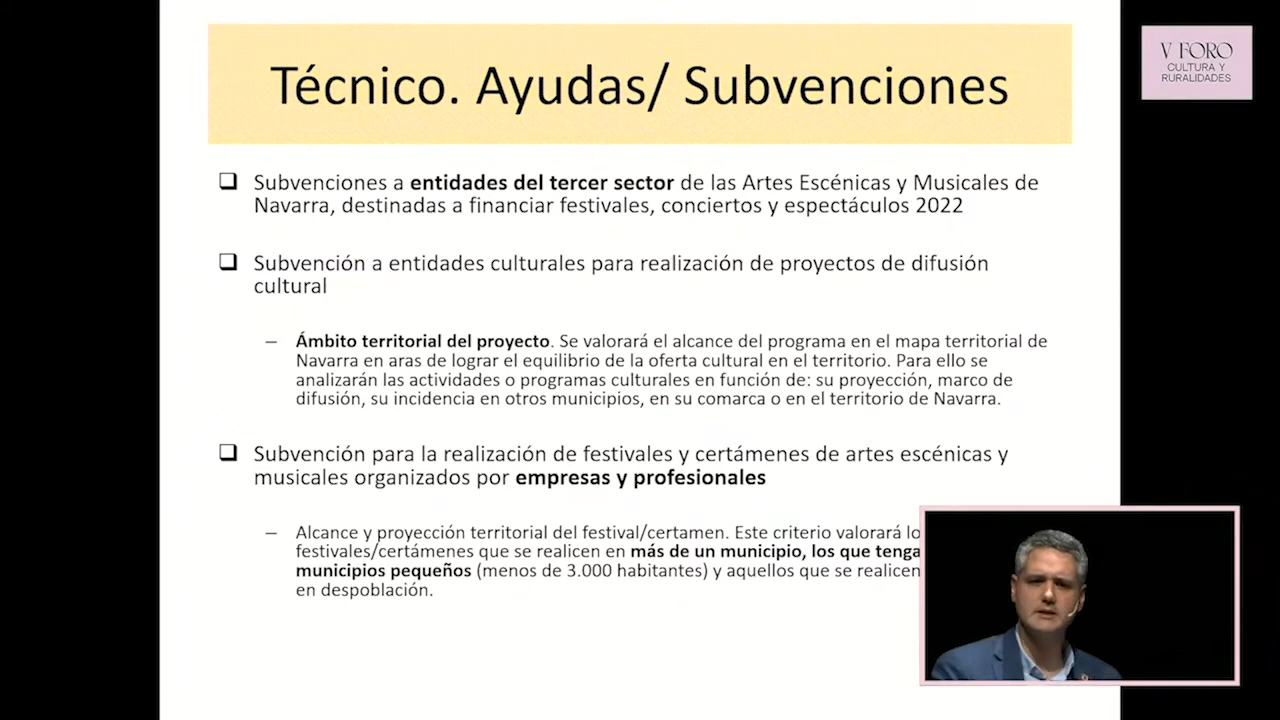 Técnico. Ayudas/ Subvenciones
V FORO
CULTURA Y
RURALIDADES
❑ Subvenciones a entidades del tercer sector de las Artes Escénicas y Musicales de
Navarra, destinadas a financiar festivales, conciertos y espectáculos 2022
❑ Subvención a entidades culturales para realización de proyectos de difusión
cultural
– Ámbito territorial del proyecto. Se valorará el alcance del programa en el mapa territorial de
Navarra en aras de lograr el equilibrio de la oferta cultural en el territorio. Para ello se
analizarán las actividades o programas culturales en función de: su proyección, marco de
difusión, su incidencia en otros municipios, en su comarca o en el territorio de Navarra.
❑ Subvención para la realización de festivales y certámenes de artes escénicas y
musicales organizados por empresas y profesionales
– Alcance y proyección territorial del festival/certamen. Este criterio valorará lo
festivales/certámenes que se realicen en más de un municipio, los que tenga
municipios pequeños (menos de 3.000 habitantes) y aquellos que se realicen
en despoblación.